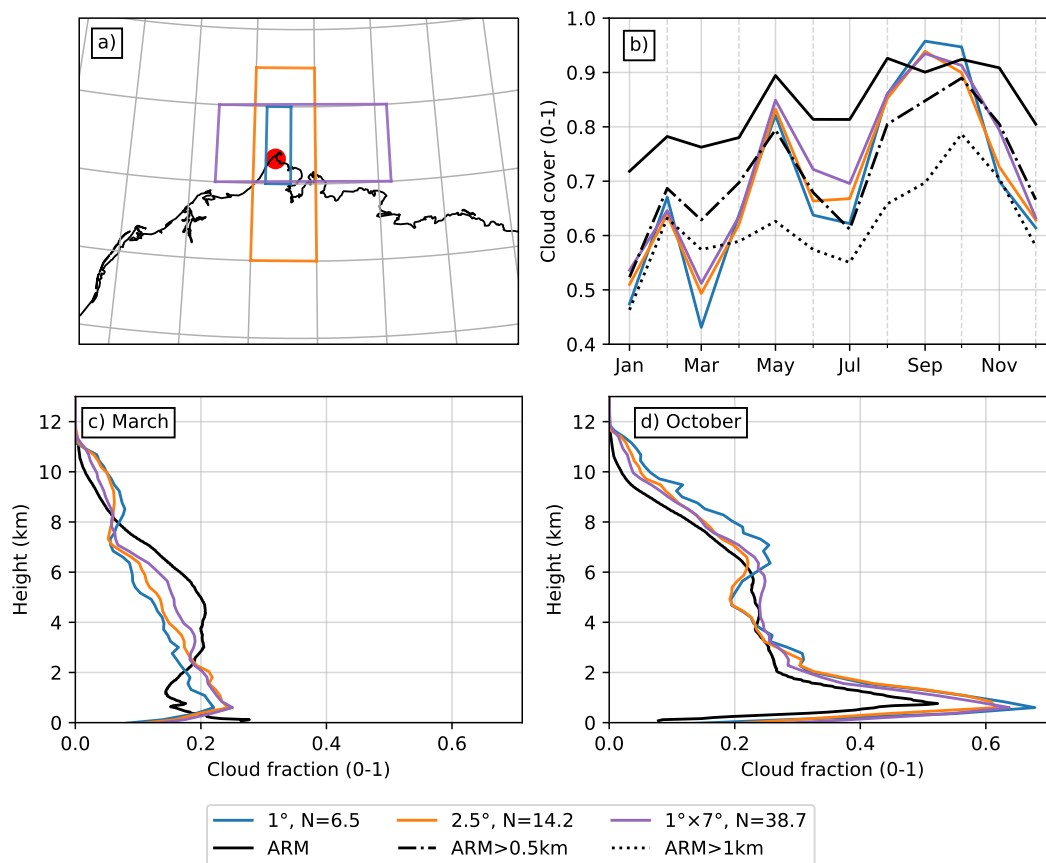 a)
b)
Cloud cover (0-1)
1.0
0.9
0.8
0.7
0.6
0.5
0.4
Jan Mar May Jul Sep Nov
c) March
Height (km)
12
10
8
6
4
2
0
0.0 0.2 0.4 0.6
Cloud fraction (0-1)
d) October
Height (km)
12
10
8
6
4
2
0
0.0 0.2 0.4 0.6
Cloud fraction (0-1)
1°, N=6.5 2.5°, N=14.2 1°×7°, N=38.7
ARM ARM>0.5km ARM>1km